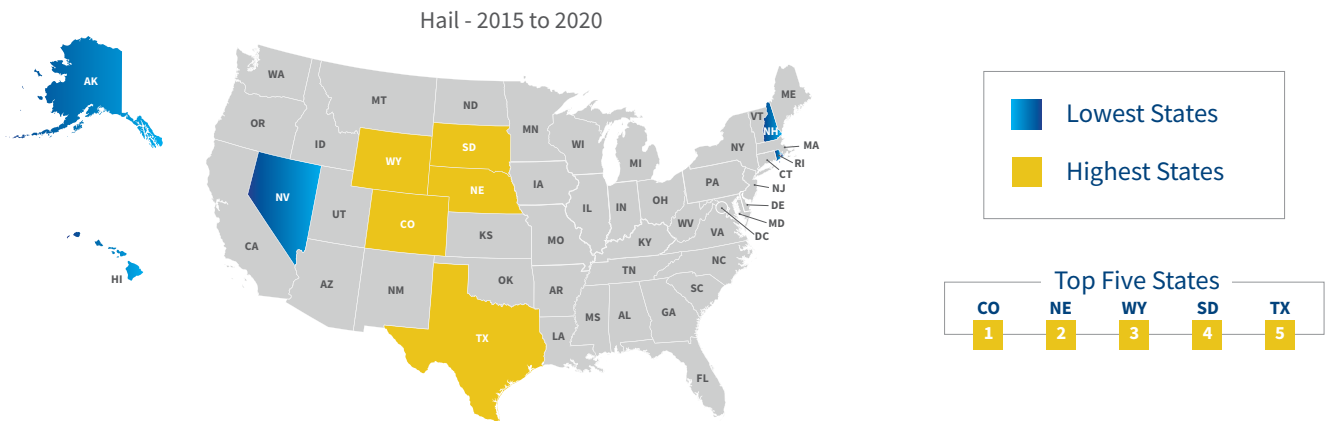 Hail - 2015 to 2020
AK
WA
MT
ND
MN
ME
VT
NH
OR
ID
WY
SD
WI
MI
NY
MA
RI
CT
NV
UT
CO
NE
IA
IL
IN
OH
PA
NJ
DE
MD
DC
CA
KS
MO
KY
WV
VA
HI
AZ
NM
OK
AR
TN
NC
SC
TX
LA
MS
AL
GA
FL
Lowest States
Highest States
Top Five States
CO NE WY SD TX
1 2 3 4 5